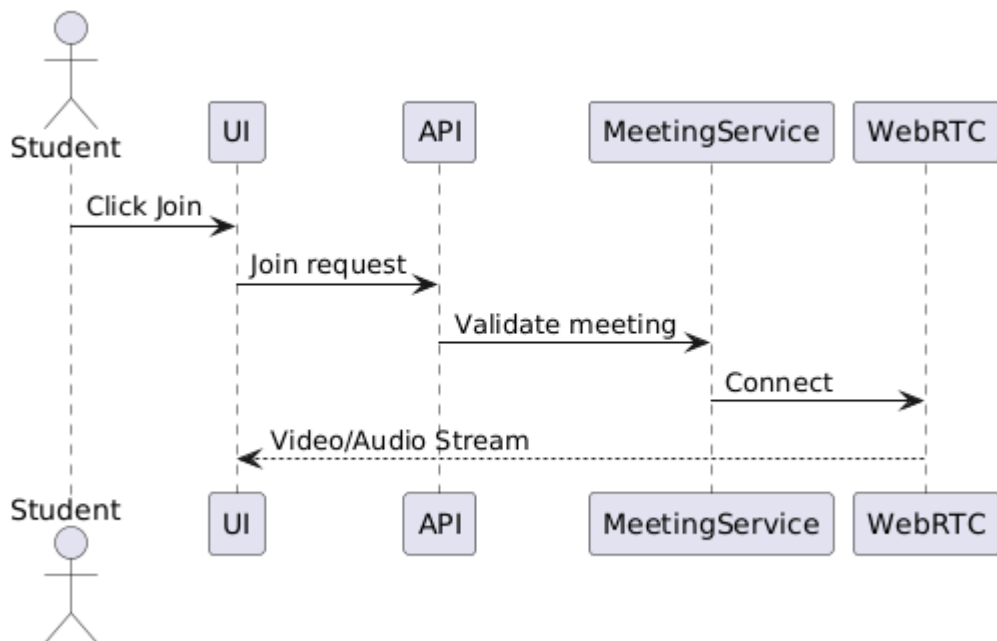 Student
UI
API
MeetingService
WebRTC
Click Join
Join request
Validate meeting
Connect
Video/Audio Stream
Student
UI
API
MeetingService
WebRTC